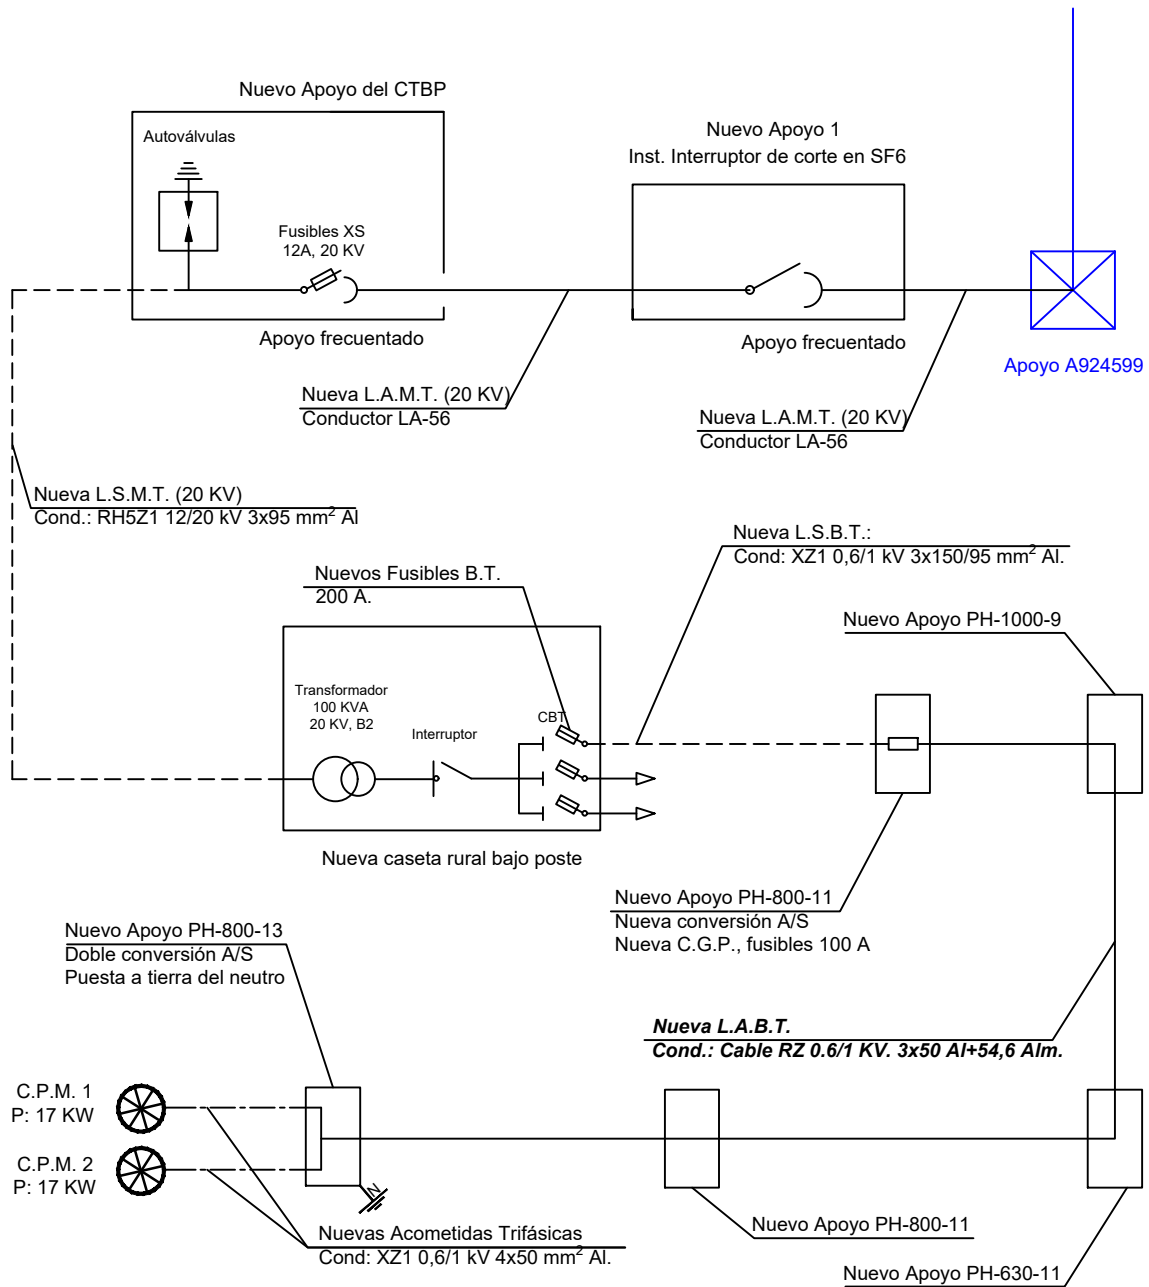 Nuevo Apoyo del CTBP
Autoválvulas
Fusibles XS
12A, 20 KV
Apoyo frecuentado
Nuevo Apoyo 1
Inst. Interruptor de corte en SF6
Apoyo frecuentado
Apoyo A924599
Nueva L.A.M.T. (20 KV)
Conductor LA-56
Nueva L.A.M.T. (20 KV)
Conductor LA-56
Nueva L.S.M.T. (20 KV)
Cond.: RH5Z1 12/20 kV 3x95 mm² Al
Nueva L.S.B.T.:
Cond: XZ1 0,6/1 kV 3x150/95 mm² Al.
Nuevos Fusibles B.T.
200 A.
Nuevo Apoyo PH-1000-9
Transformador
100 KVA
20 KV, B2
Interruptor
CBT
Nueva caseta rural bajo poste
Nuevo Apoyo PH-800-11
Nueva conversión A/S
Nueva C.G.P., fusibles 100 A
Nuevo Apoyo PH-800-13
Doble conversión A/S
Puesta a tierra del neutro
Nueva L.A.B.T.
Cond.: Cable RZ 0.6/1 KV. 3x50 Al+54,6 Alm.
C.P.M. 1
P: 17 KW
C.P.M. 2
P: 17 KW
N
Nuevas Acometidas Trifásicas
Cond: XZ1 0,6/1 kV 4x50 mm² Al.
Nuevo Apoyo PH-800-11
Nuevo Apoyo PH-630-11